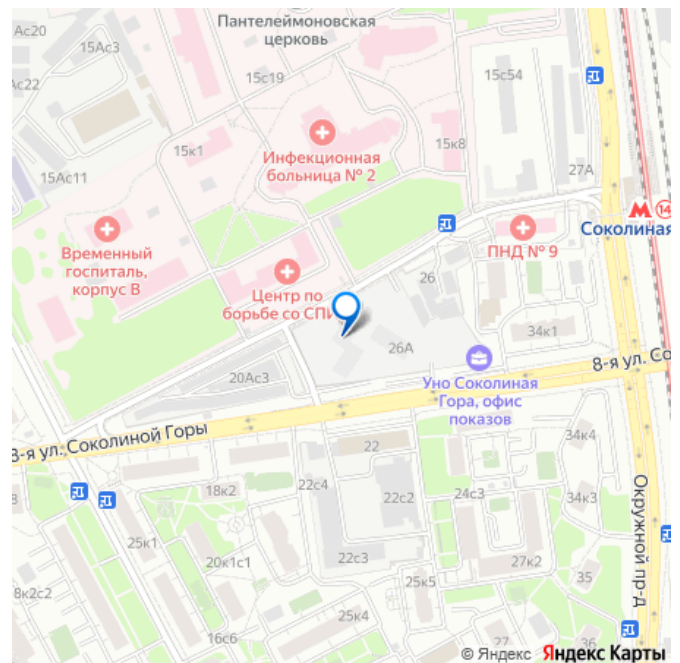 Ас20
15Ас3
Пантелеймоновская
церковь
Ас22
15с19
15с54
15к1
15к8
Инфекционная
больница № 2
27А
15Ас11
М 14
Соколиная
Временный
госпиталь,
корпус В
ПНД № 9
Центр по
борьбе со СПИ
26
34к1
26А
8-я ул. Со
20Ас3
Уно Соколиная
Гора, офис
показов
8-я ул. Соколиной Горы
22
34к4
18к2
22с4
22с2
24с3
34к3
Окружной пр-д
25к1
20к1с1
22с3
27к2
25к5
35
8к2с2
25к4
16с6
27
36
© Яндекс Яндекс Карты